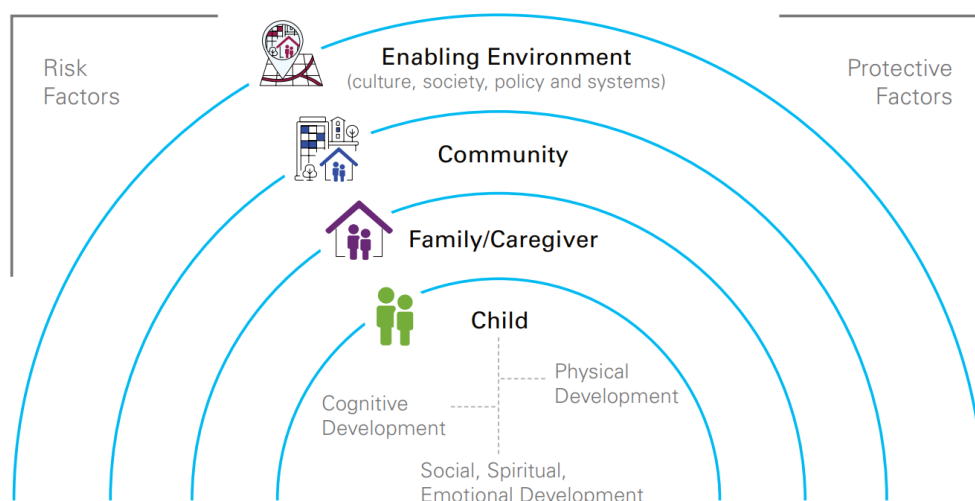 Risk
Factors
Enabling Environment
(culture, society, policy and systems)
Protective
Factors
Community
Family/Caregiver
Child
Physical
Development
Cognitive
Development
Social, Spiritual,
Emotional Development